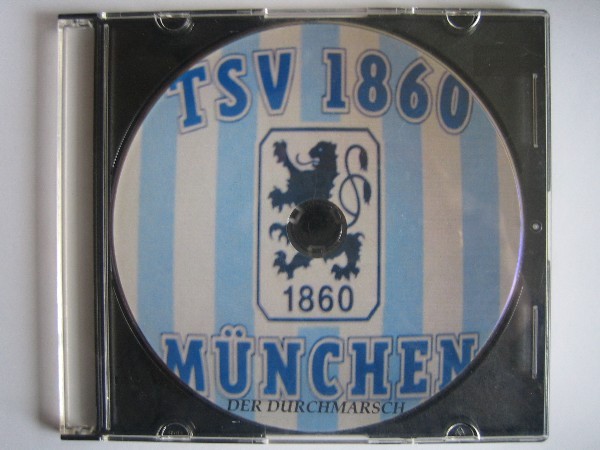 TSV 1860
1860
MÜNCHEN
DER DURCHMARSCH